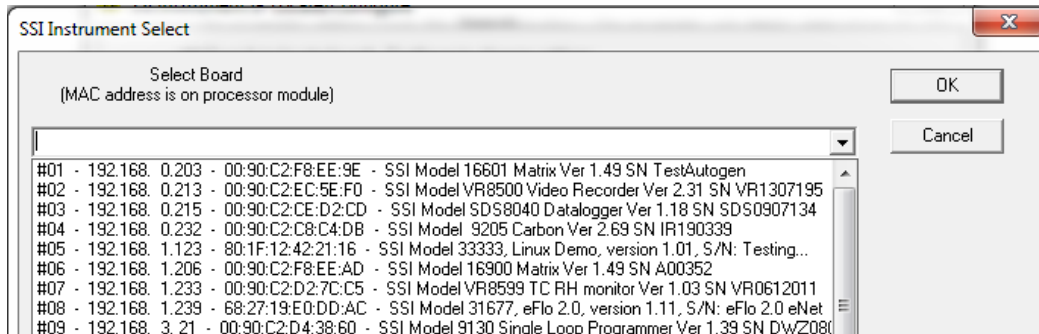 SSI Instrument Select
Select Board
(MAC address is on processor module)
OK
Cancel
#01 - 192.168. 0.203 - 00:90:C2:F8:EE:9E - SSI Model 16601 Matrix Ver 1.49 SN TestAutogen
#02 - 192.168. 0.213 - 00:90:C2:EC:5E:F0 - SSI Model VR8500 Video Recorder Ver 2.31 SN VR1307195
#03 - 192.168. 0.215 - 00:90:C2:CE:D2:CD - SSI Model SDS8040 Datalogger Ver 1.18 SN SDS0907134
#04 - 192.168. 0.232 - 00:90:C2:C8:C4:DB - SSI Model 9205 Carbon Ver 2.69 SN IR190339
#05 - 192.168. 1.123 - 80:1F:12:42:21:16 - SSI Model 33333, Linux Demo, version 1.01, S/N: Testing...
#06 - 192.168. 1.206 - 00:90:C2:F8:EE:AD - SSI Model 16900 Matrix Ver 1.49 SN A00352
#07 - 192.168. 1.233 - 00:90:C2:D2:7C:C5 - SSI Model VR8599 TC RH monitor Ver 1.03 SN VR0612011
#08 - 192.168. 1.239 - 68:27:19:E0:DD:AC - SSI Model 31677, eFlo 2.0, version 1.11, S/N: eFlo 2.0 eNet
#09 - 192.168. 3. 21 - 00:90:C2:D4:38:60 - SSI Model 9130 Single Loop Programmer Ver 1.39 SN